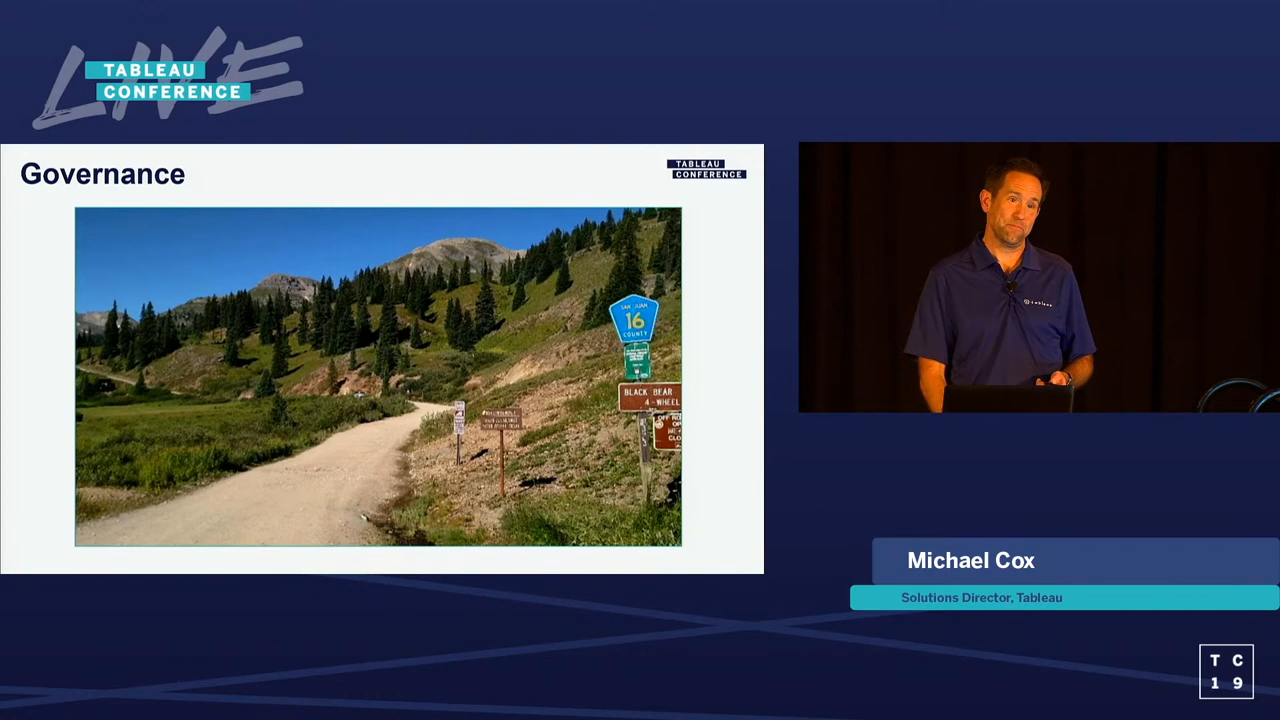 LIVE
TABLEAU
CONFERENCE
Governance
TABLEAU
CONFERENCE
SAN JUAN
16
COUNTY
BLACK BEAR
4-WHEEL
tableau
Michael Cox
Solutions Director, Tableau
T C
1 9